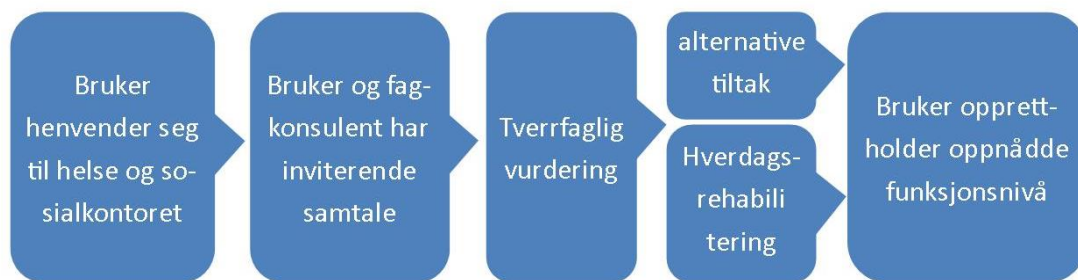 Bruker
henvender seg
til helse og so-
sialkontoret
Bruker og fag-
konsulent har
inviterende
samtale
Tverrfaglig
vurdering
alternative
tiltak
Hverdags-
rehabili
tering
Bruker opprett-
holder oppnådde
funksjonsnivå